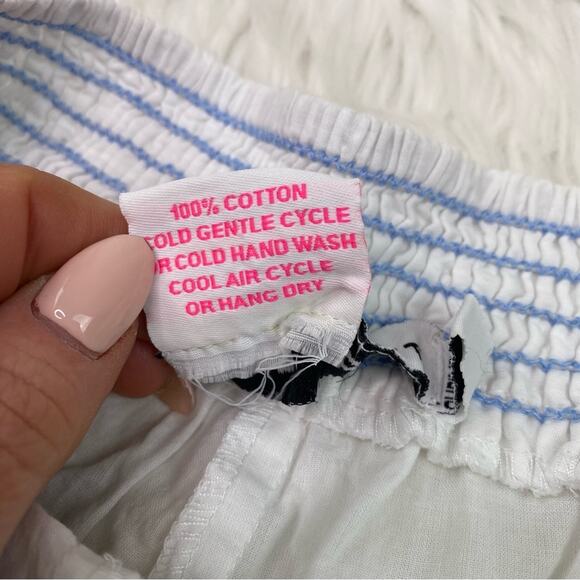 100% COTTON
COLD GENTLE CYCLE
OR COLD HAND WASH
COOL AIR CYCLE
OR HANG DRY